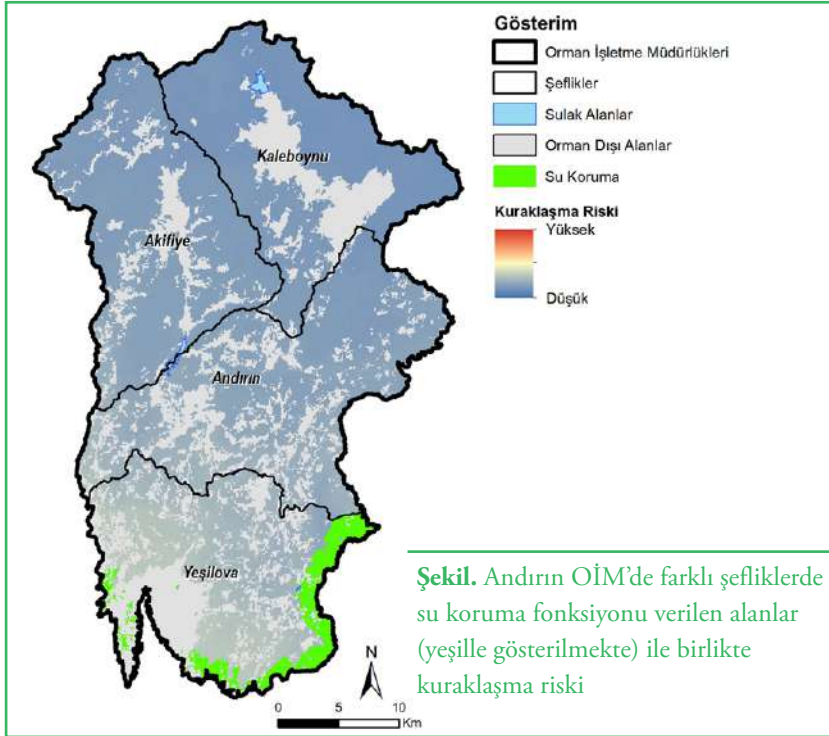 Gösterim
Orman İşletme Müdürlükleri
Şeflikler
Sulak Alanlar
Orman Dışı Alanlar
Su Koruma
Kuraklaşma Riski
Yüksek
Düşük
Kaleboynu
Akifiye
Andırın
Yeşilova
N
0 5 10
Km
Şekil. Andırın OİM’de farklı şefliklerde
su koruma fonksiyonu verilen alanlar
(yeşille gösterilmekte) ile birlikte
kuraklaşma riski